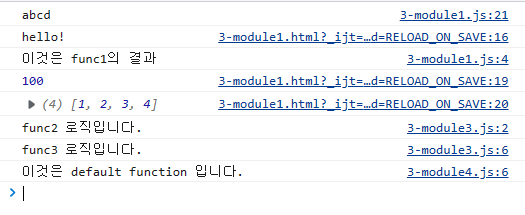 abcd 3-module1.js:21
hello! 3-module1.html?_ijt=…d=RELOAD_ON_SAVE:16
이것은 func1의 결과 3-module1.js:4
100 3-module1.html?_ijt=…d=RELOAD_ON_SAVE:19
▶ (4) [1, 2, 3, 4] 3-module1.html?_ijt=…d=RELOAD_ON_SAVE:20
func2 로직입니다. 3-module3.js:2
func3 로직입니다. 3-module3.js:6
이것은 default function 입니다. 3-module4.js:6
>